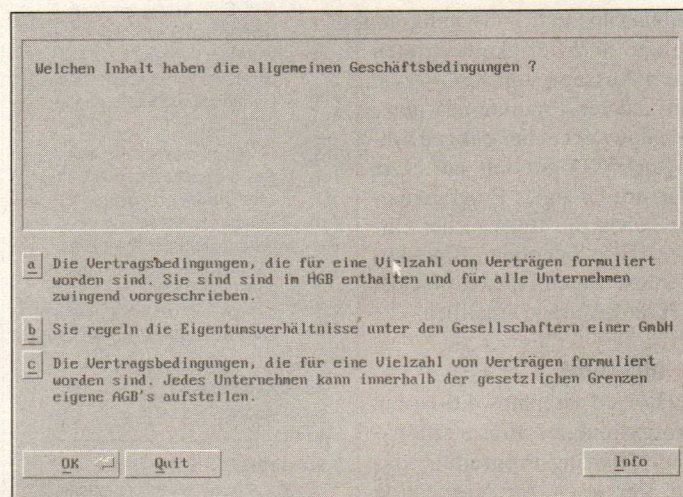 Welchen Inhalt haben die allgemeinen Geschäftsbedingungen ?
a Die Vertragsbedingungen, die für eine Vielzahl von Verträgen formuliert
worden sind. Sie sind sind im HGB enthalten und für alle Unternehmen
zwingend vorgeschrieben.
b Sie regeln die Eigentumsverhältnisse unter den Gesellschaftern einer GmbH
c Die Vertragsbedingungen, die für eine Vielzahl von Verträgen formuliert
worden sind. Jedes Unternehmen kann innerhalb der gesetzlichen Grenzen
eigene AGB's aufstellen.
OK Quit Info